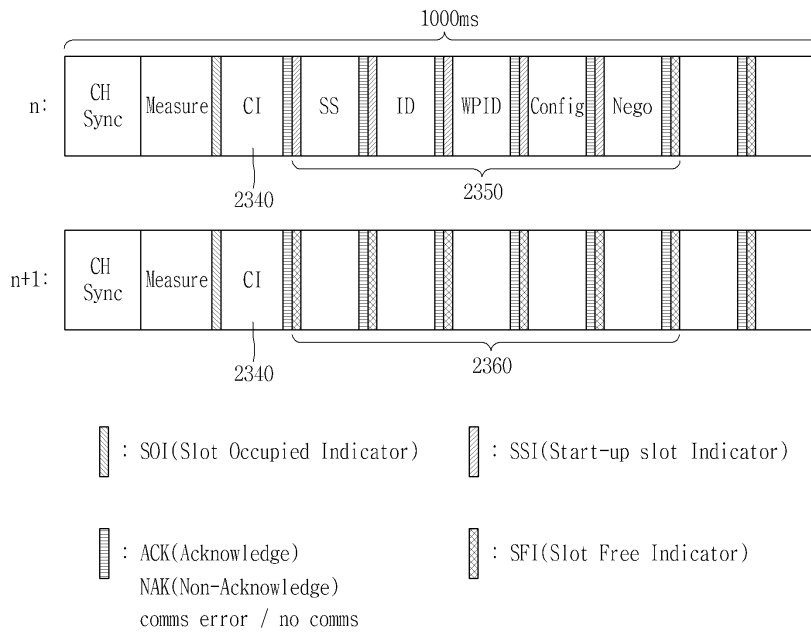 1000ms
n:
CH
Sync
Measure
CI
SS
ID
WPID
Config
Nego
2340
2350
n+1:
CH
Sync
Measure
CI
2340
2360
: SOI(Slot Occupied Indicator)
: SSI(Start-up slot Indicator)
: ACK(Acknowledge)
NAK(Non-Acknowledge)
comms error / no comms
: SFI(Slot Free Indicator)